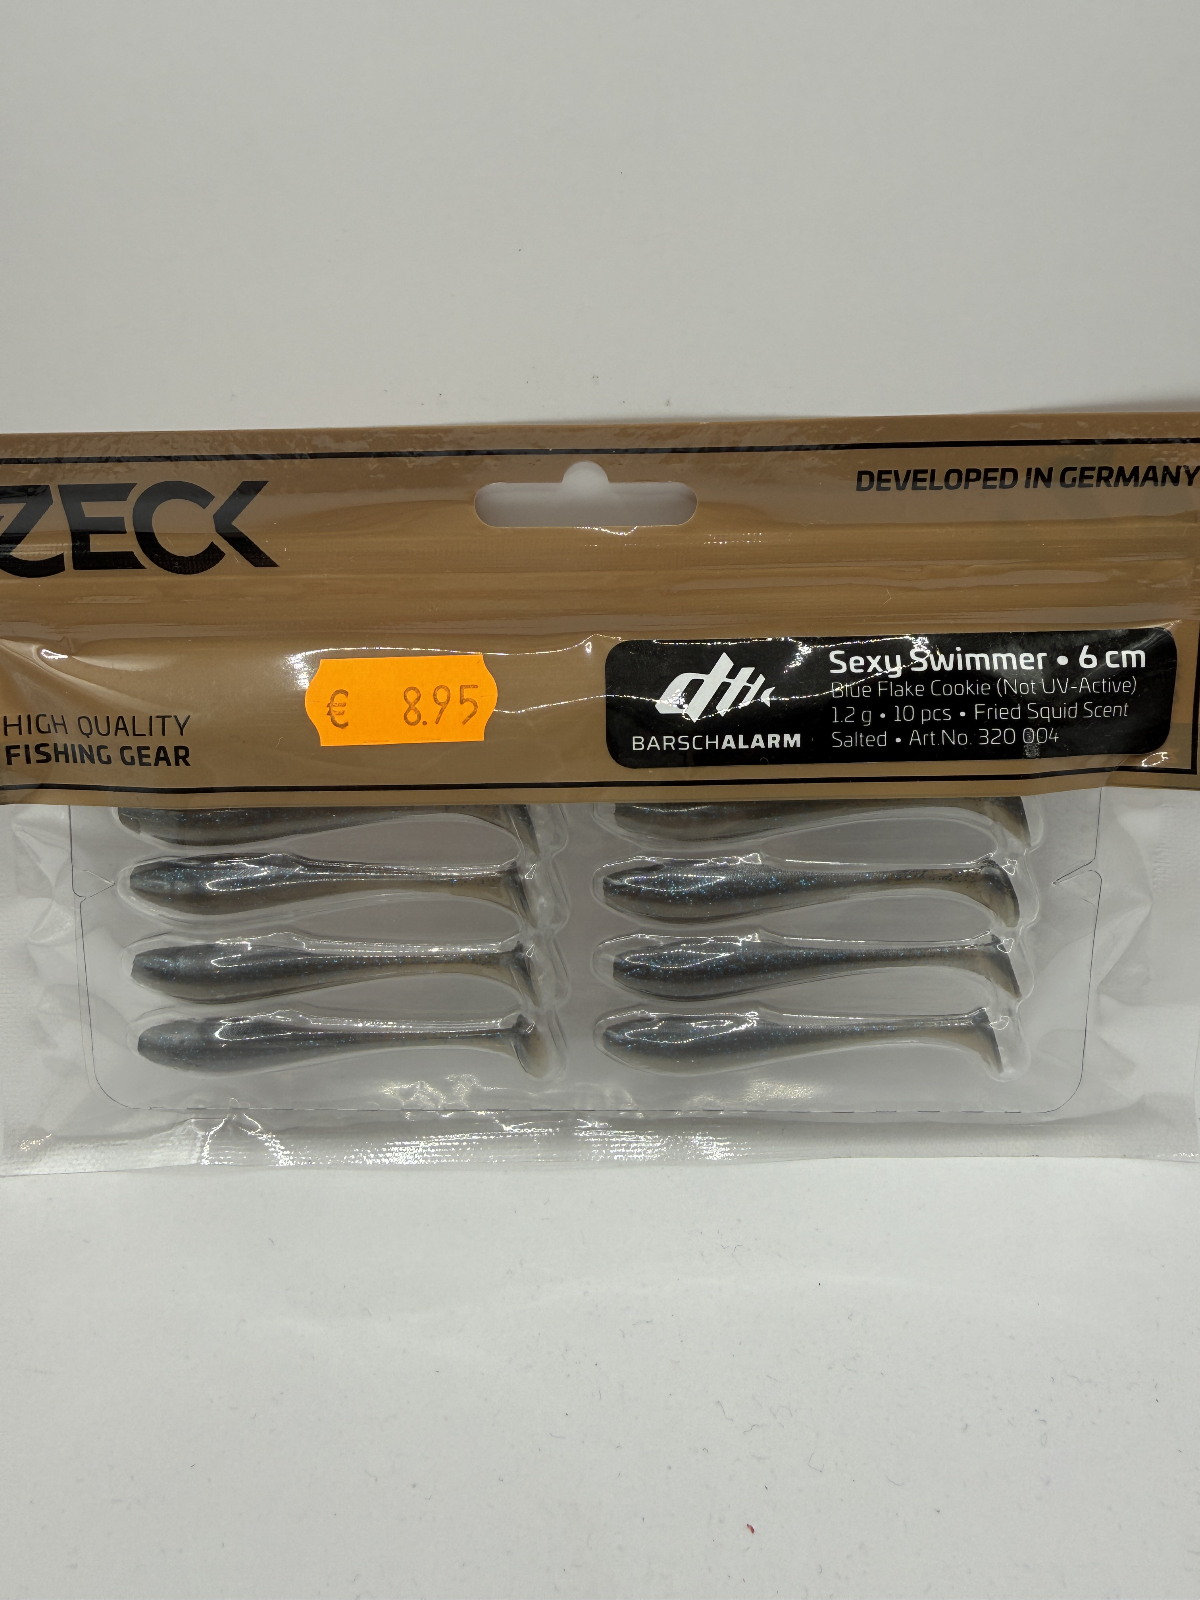 ZECK
DEVELOPED IN GERMANY
HIGH QUALITY
FISHING GEAR
€ 8.95
BARSCHALARM
Sexy Swimmer • 6 cm
Blue Flake Cookie (Not UV-Active)
1.2 g • 10 pcs • Fried Squid Scent
Salted • Art.No. 320 004